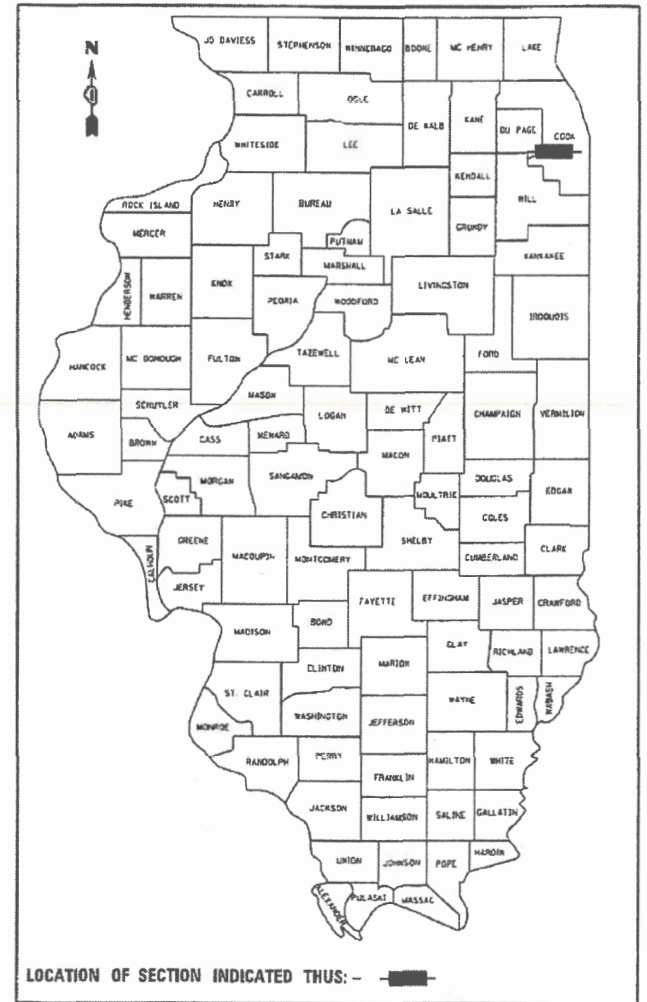 JO DAVIESS STEPHENSON WINNEBAGO BOONE MC HENRY LAKE
N
CARROLL OGLE
DE KALB KANE DU PAGE COOK
WHITESIDE LEE
KENDALL WILL
ROCK ISLAND HENRY BUREAU LA SALLE GRUNDY
MERCER PUTNAM
STARK MARSHALL KANKAKEE
HENDERSON WARREN KNOX PEORIA WOODFORD LIVINGSTON IROQUOIS
HANCOCK MC DONOUGH FULTON TAZEWELL MC LEAN FORD
MASON
SCHUYLER LOGAN DE WITT CHAMPAIGN VERMILION
ADAMS BROWN CASS MENARD MACON PIATT
MORGAN SANGAMON DOUGLAS
PIKE SCOTT CHRISTIAN MOULTRIE EDGAR
COLES
GREENE SHELBY
CALHOUN MACOUPIN MONTGOMERY CUMBERLAND CLARK
JERSEY
FAYETTE EFFINGHAM JASPER CRAWFORD
MADISON BOND
CLAY RICHLAND LAWRENCE
CLINTON MARION
ST. CLAIR WAYNE EDWARDS WABASH
MONROE WASHINGTON JEFFERSON
RANDOLPH PERRY HAMILTON WHITE
FRANKLIN
JACKSON WILLIAMSON SALINE GALLATIN
UNION JOHNSON POPE HARDIN
ALEXANDER PULASKI MASSAC
LOCATION OF SECTION INDICATED THUS: -